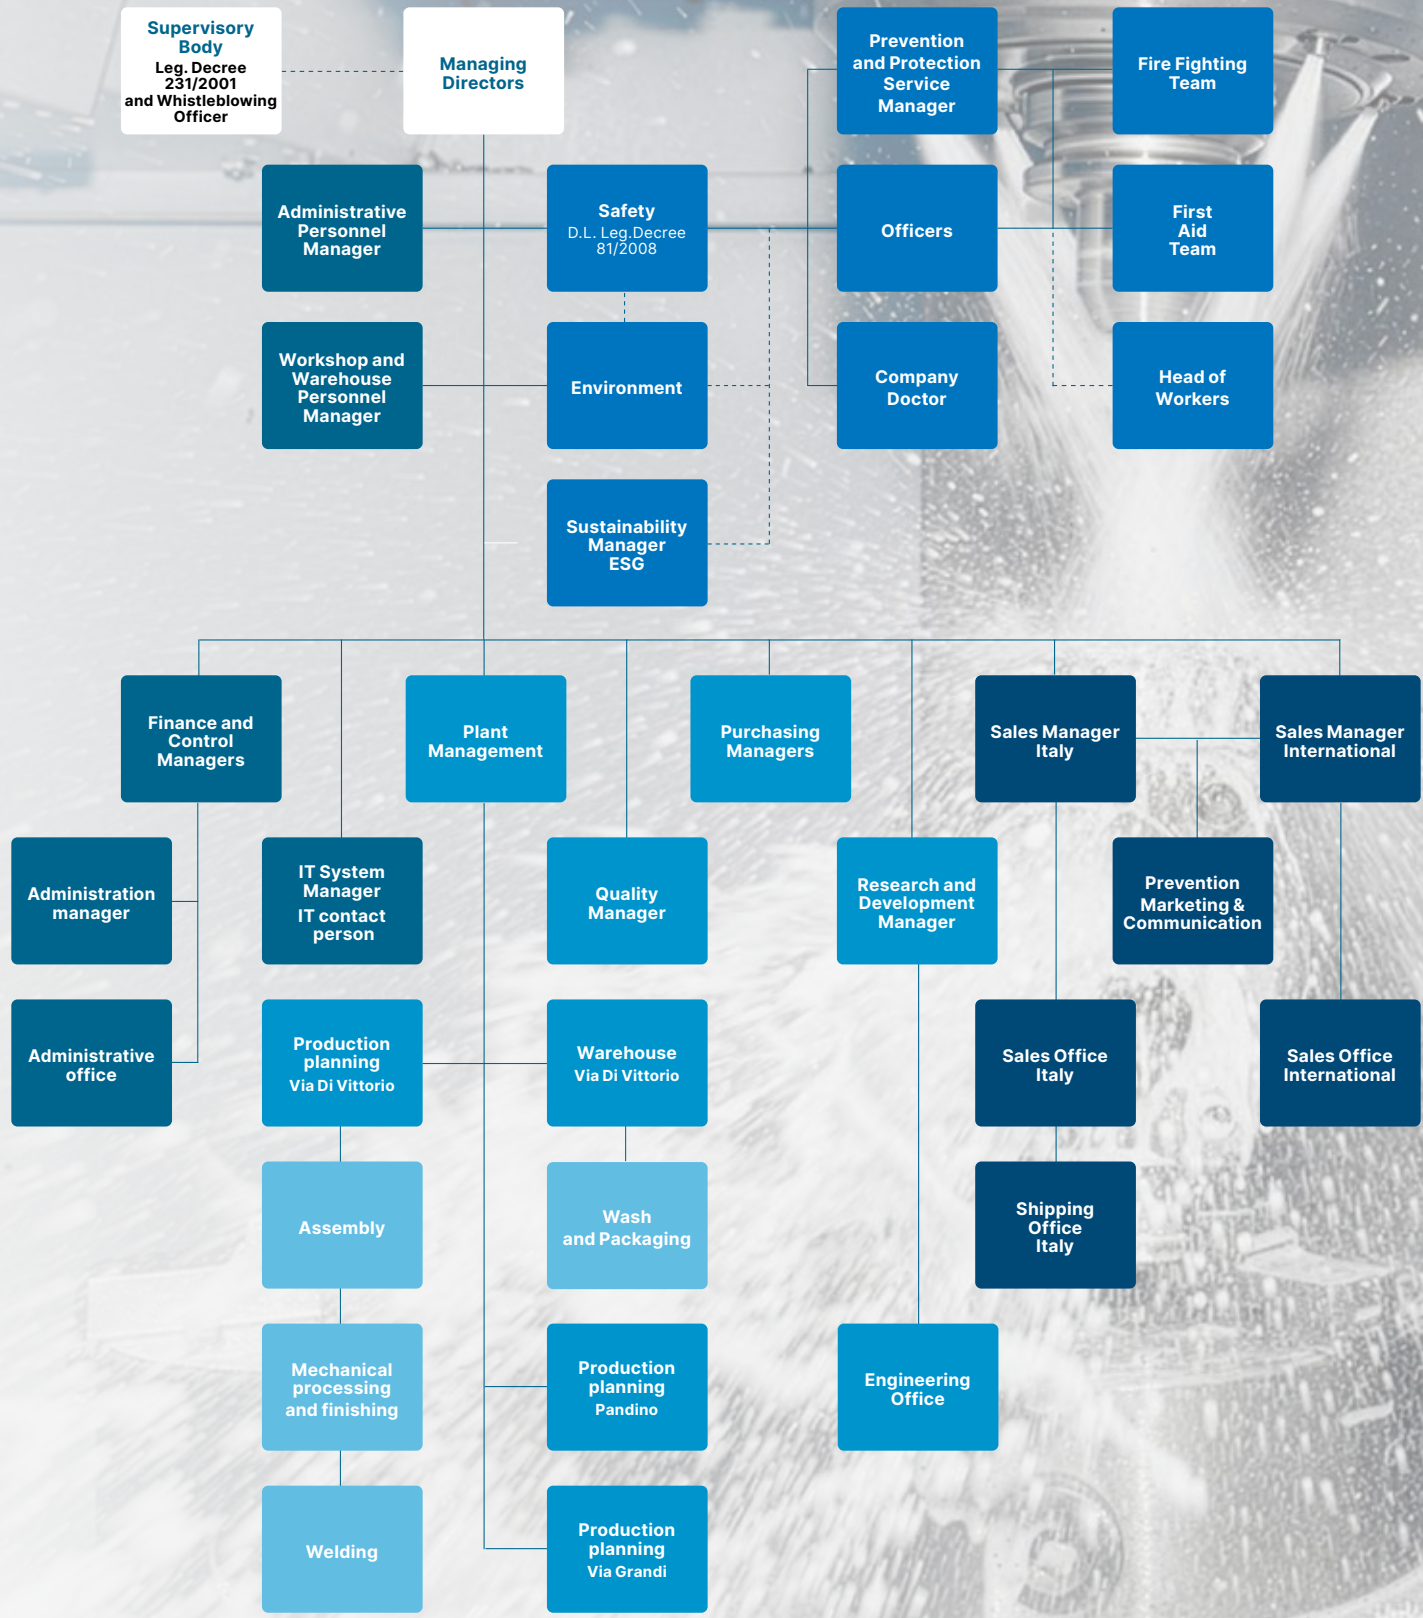 Supervisory
Body
Leg. Decree
231/2001
and Whistleblowing
Officer
Managing
Directors
Prevention
and Protection
Service
Manager
Fire Fighting
Team
Administrative
Personnel
Manager
Safety
D.L. Leg.Decree
81/2008
Officers
First
Aid
Team
Workshop and
Warehouse
Personnel
Manager
Environment
Company
Doctor
Head of
Workers
Sustainability
Manager
ESG
Finance and
Control
Managers
Plant
Management
Purchasing
Managers
Sales Manager
Italy
Sales Manager
International
Administration
manager
IT System
Manager
IT contact
person
Quality
Manager
Research and
Development
Manager
Prevention
Marketing &
Communication
Administrative
office
Production
planning
Via Di Vittorio
Warehouse
Via Di Vittorio
Sales Office
Italy
Sales Office
International
Assembly
Wash
and Packaging
Shipping
Office
Italy
Mechanical
processing
and finishing
Production
planning
Pandino
Engineering
Office
Welding
Production
planning
Via Grandi